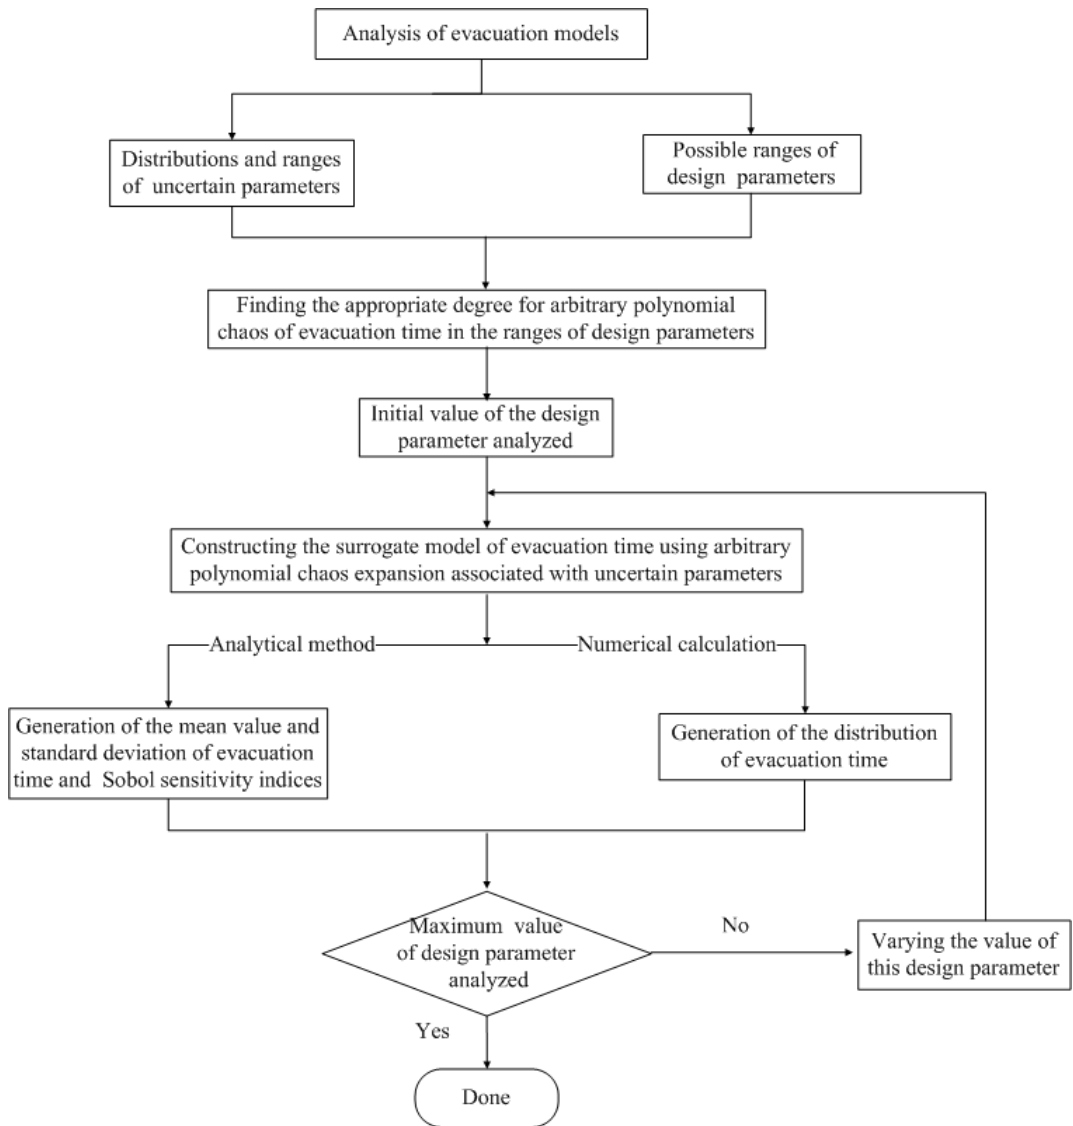 Analysis of evacuation models
Distributions and ranges
of uncertain parameters
Possible ranges of
design parameters
Finding the appropriate degree for arbitrary polynomial
chaos of evacuation time in the ranges of design parameters
Initial value of the design
parameter analyzed
Constructing the surrogate model of evacuation time using arbitrary
polynomial chaos expansion associated with uncertain parameters
Analytical method
Numerical calculation
Generation of the mean value and
standard deviation of evacuation
time and Sobol sensitivity indices
Generation of the distribution
of evacuation time
Maximum value
of design parameter
analyzed
No
Varying the value of
this design parameter
Yes
Done